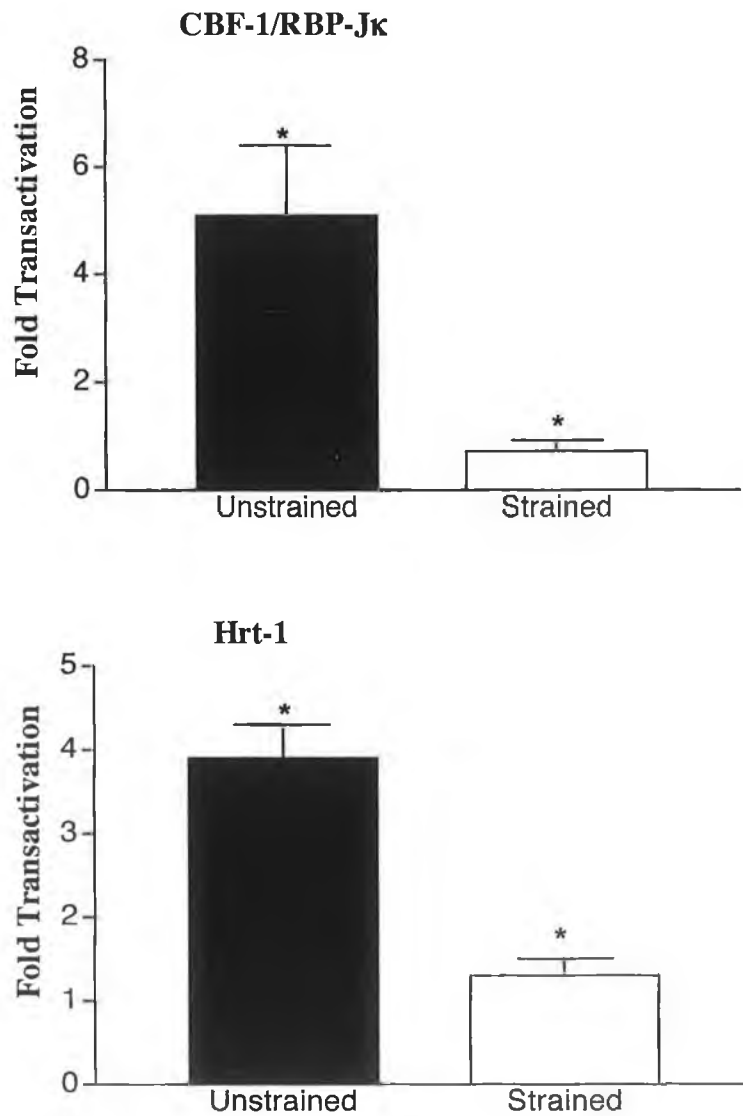 CBF-1/RBP-Jκ
8
6
4
2
0
Fold Transactivation
*
*
Unstrained
Strained
Hrt-1
5
4
3
2
1
0
Fold Transactivation
*
*
Unstrained
Strained